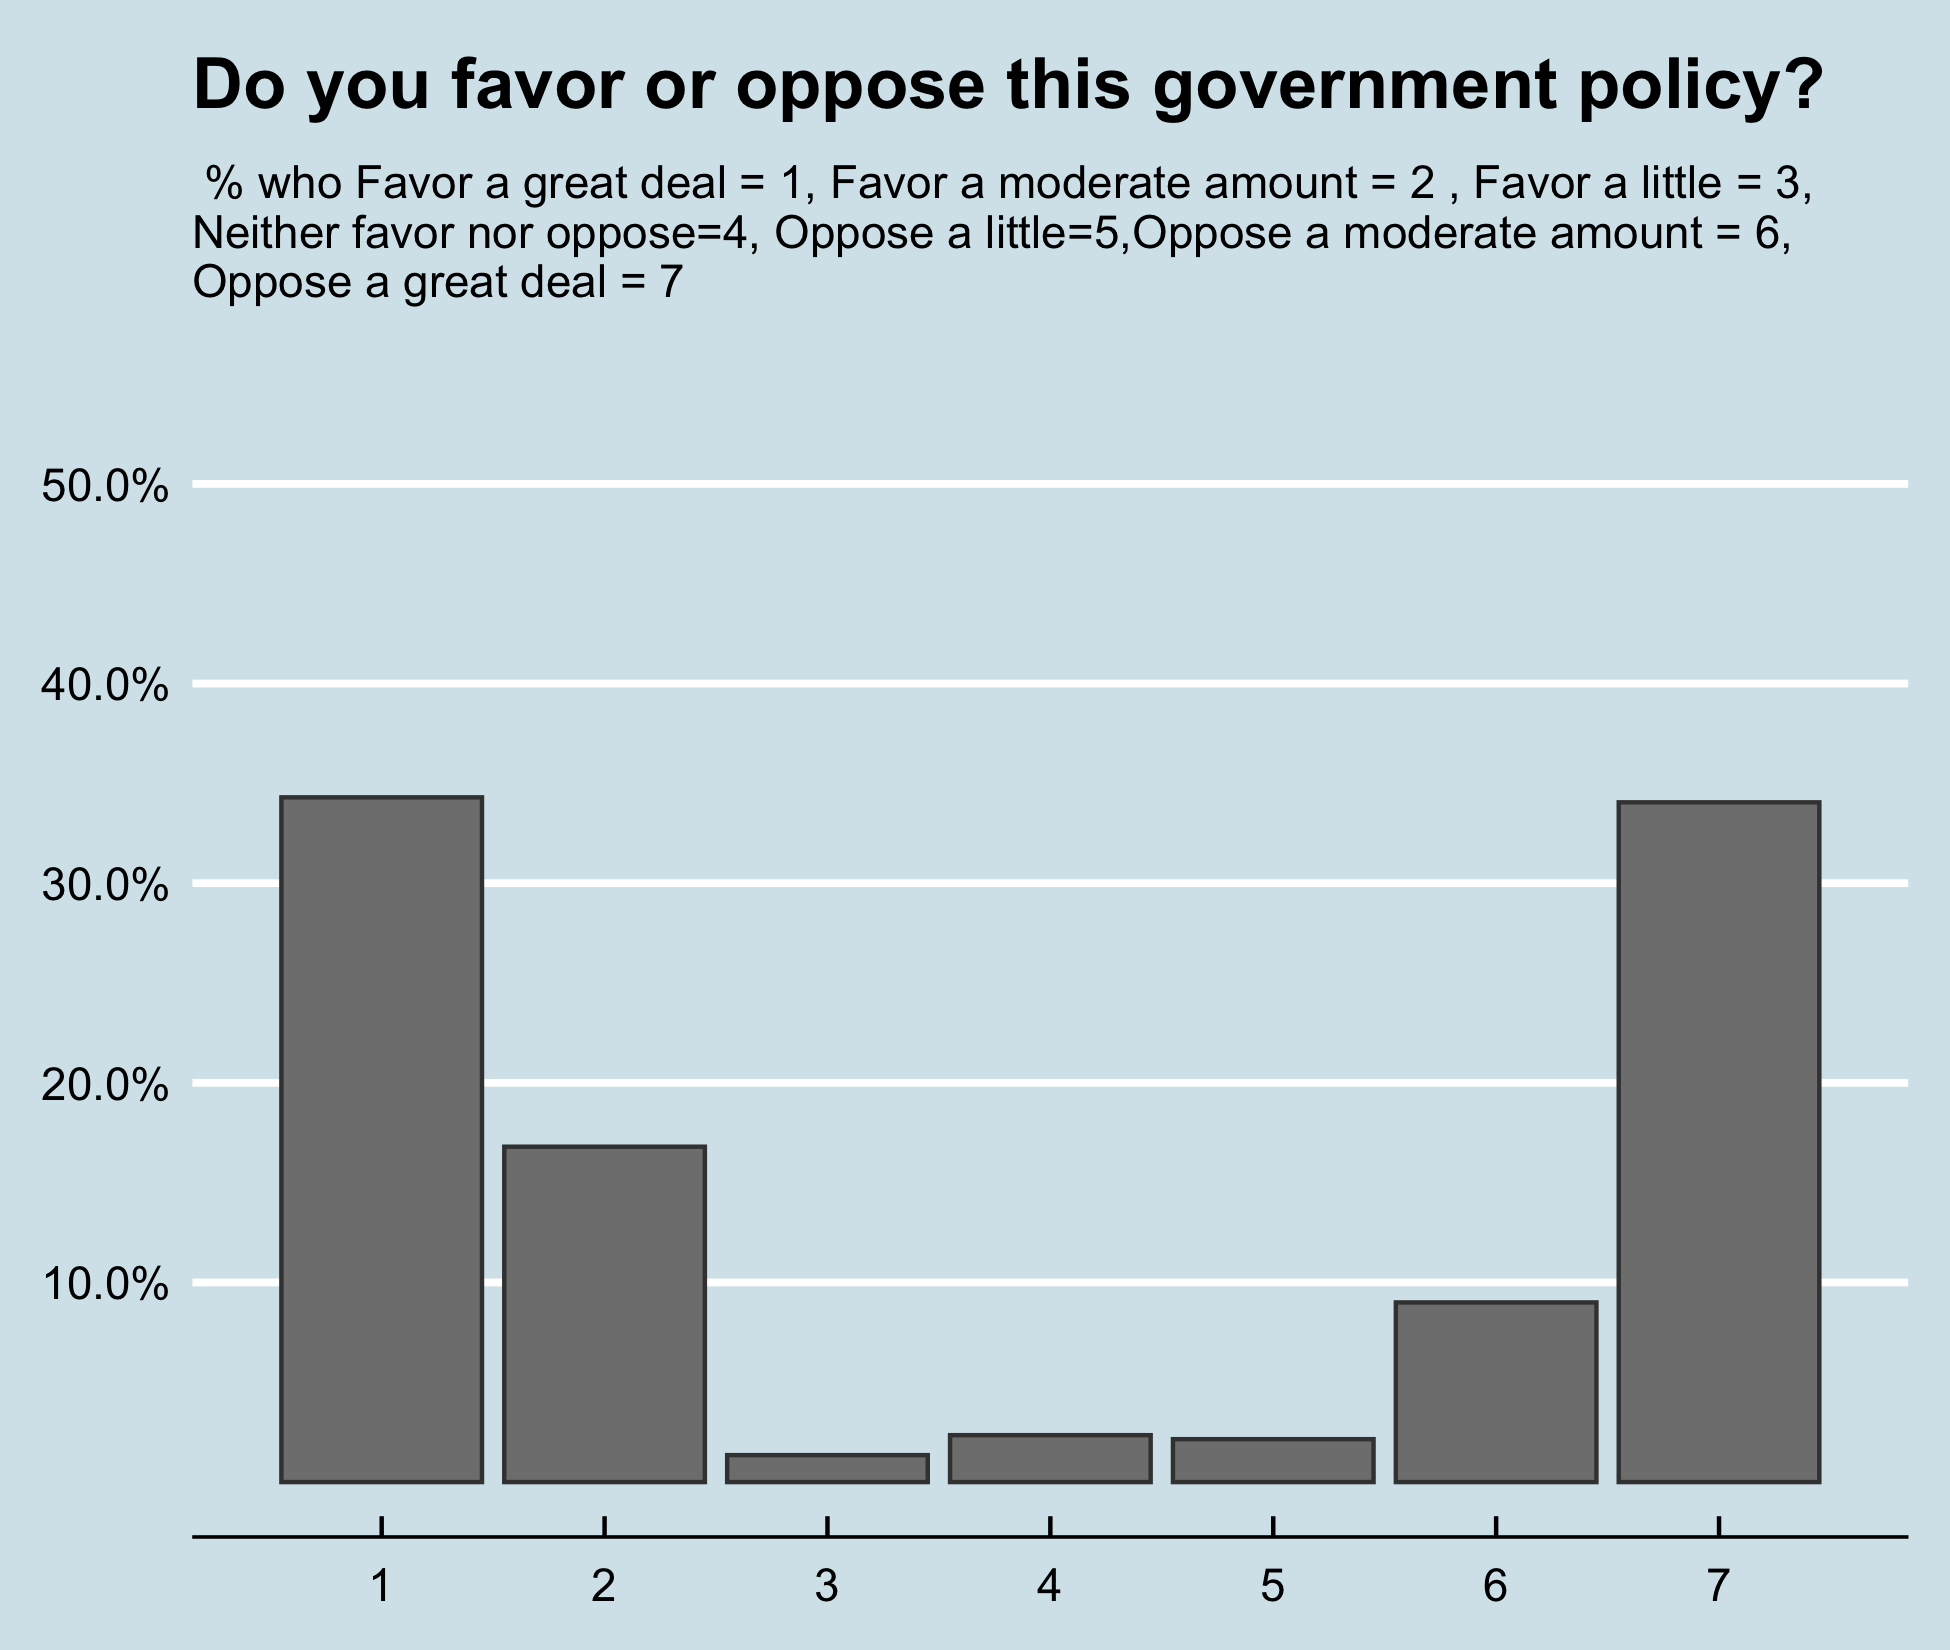 Do you favor or oppose this government policy?
% who Favor a great deal = 1, Favor a moderate amount = 2 , Favor a little = 3,
Neither favor nor oppose=4, Oppose a little=5,Oppose a moderate amount = 6,
Oppose a great deal = 7
50.0%
40.0%
30.0%
20.0%
10.0%
1 2 3 4 5 6 7